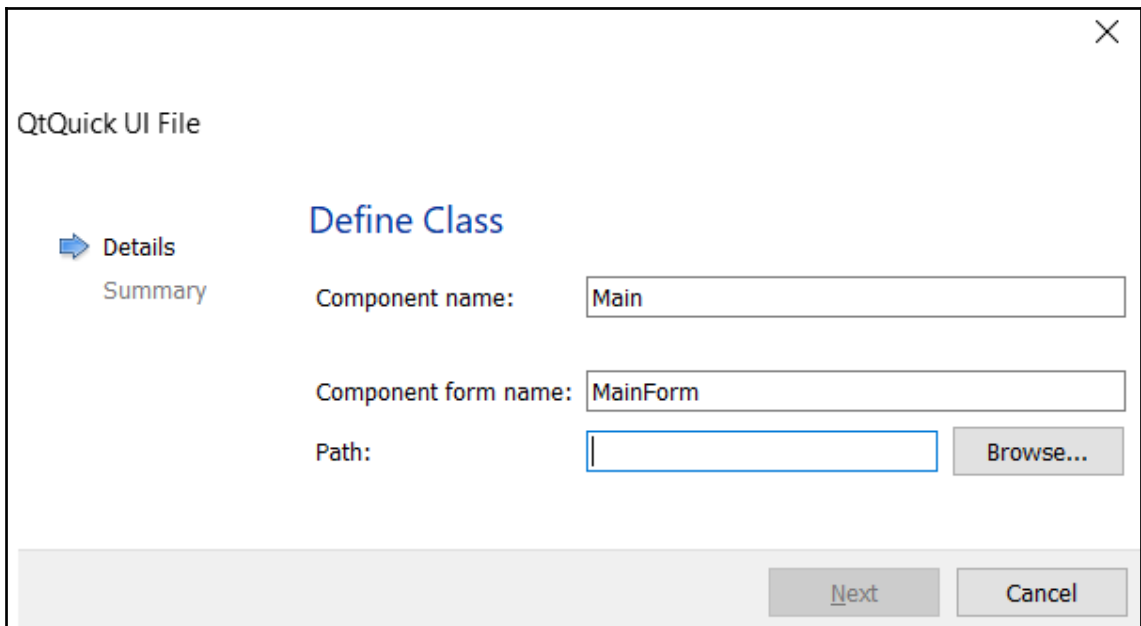 QtQuick UI File
Define Class
Details
Summary
Component name:
Main
Component form name:
MainForm
Path:
Browse...
Next
Cancel